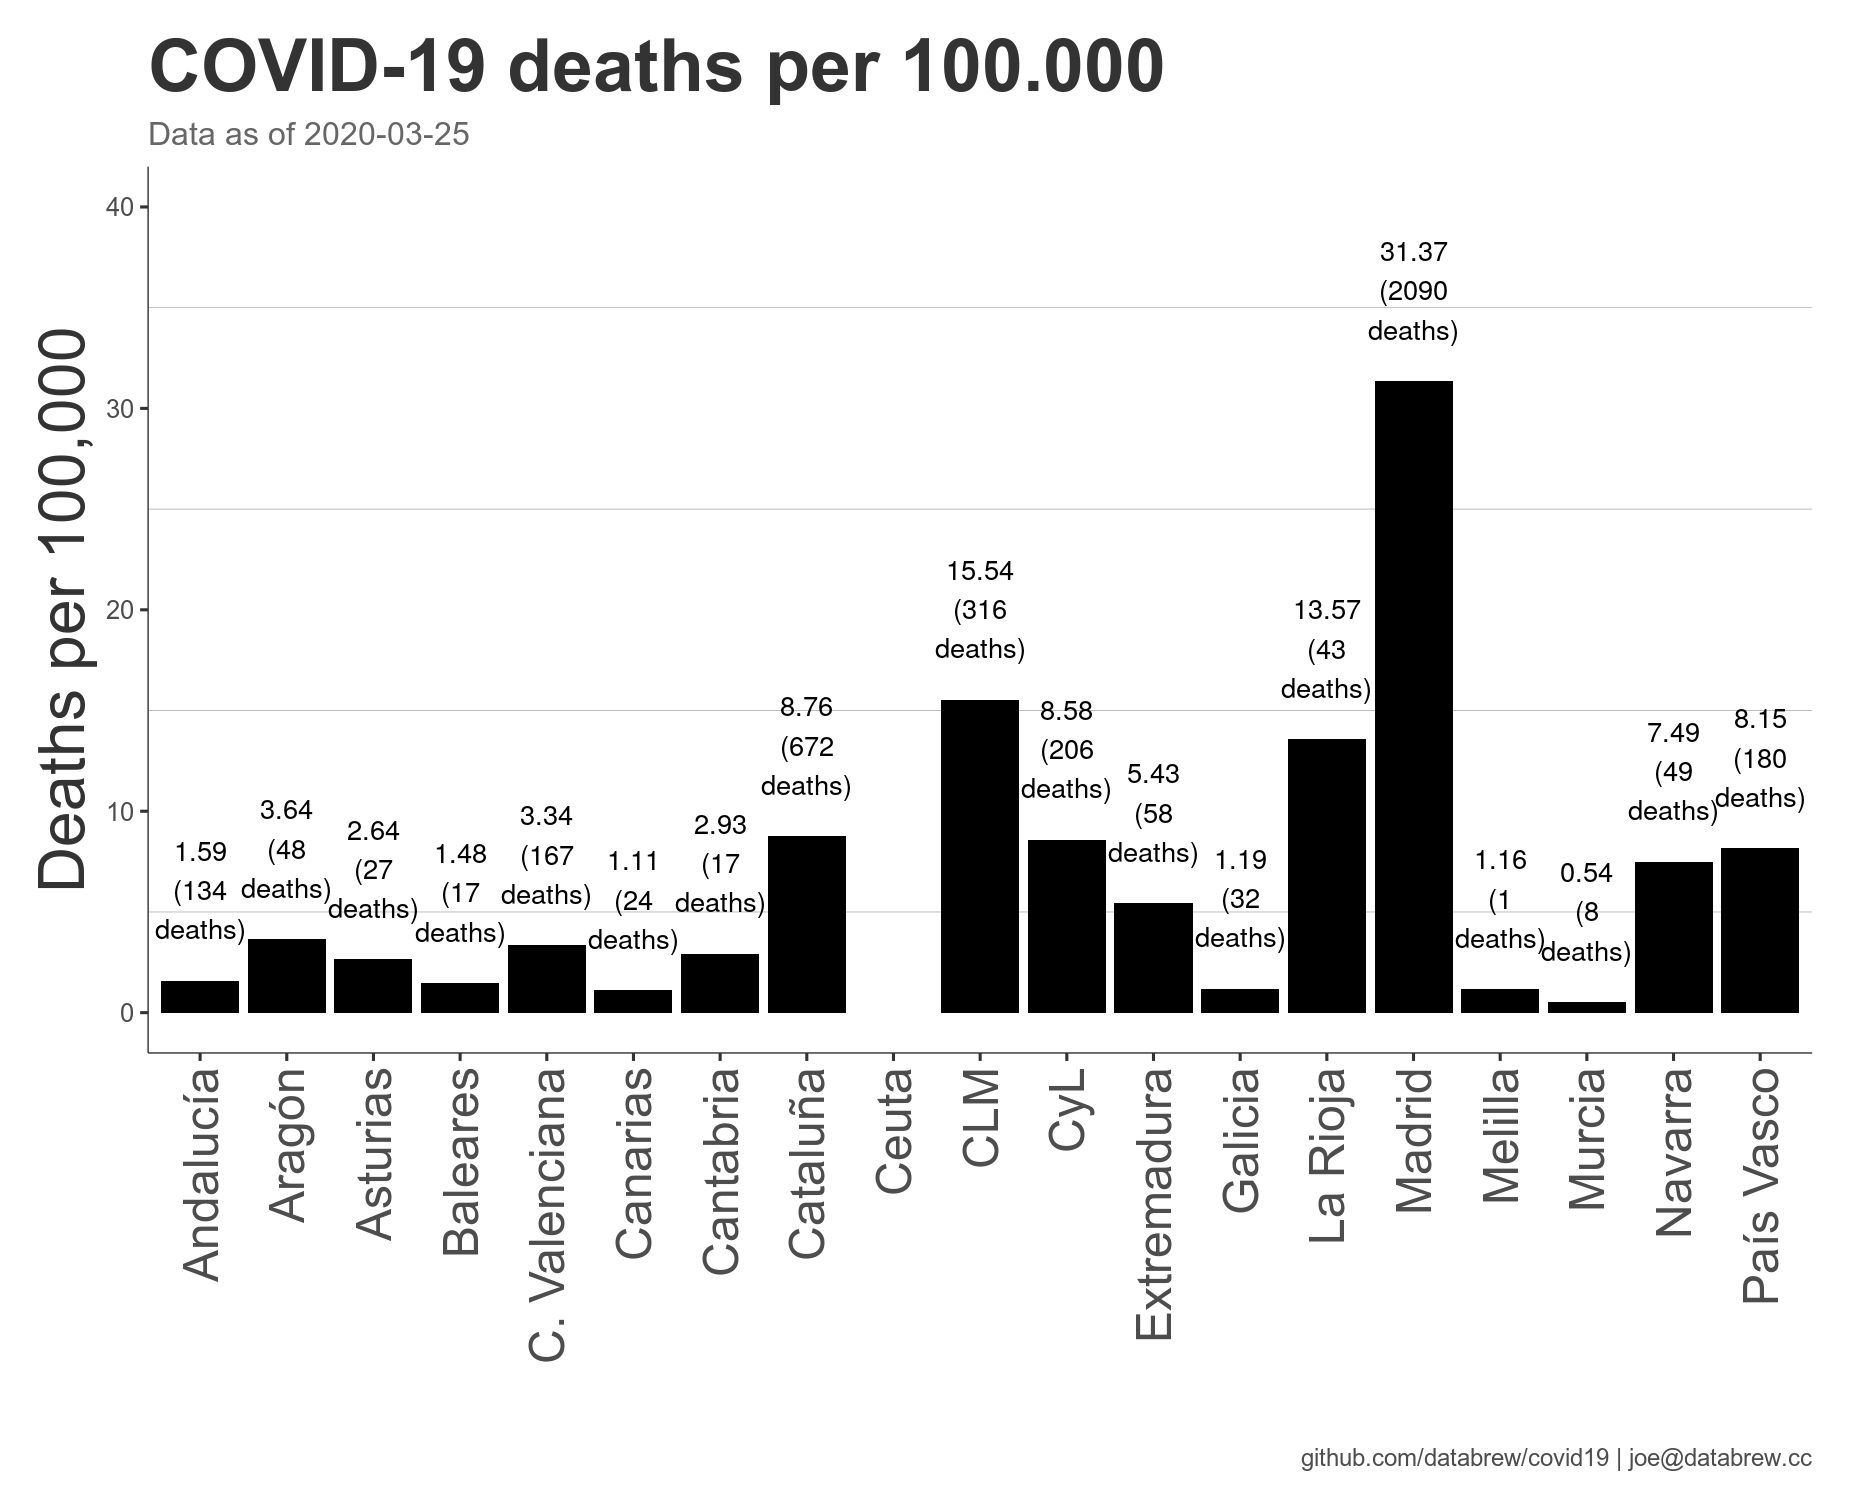 COVID-19 deaths per 100.000
Data as of 2020-03-25
Deaths per 100,000
40
30
20
10
0
1.59
(134
deaths)
3.64
(48
deaths)
2.64
(27
deaths)
1.48
(17
deaths)
3.34
(167
deaths)
1.11
(24
deaths)
2.93
(17
deaths)
8.76
(672
deaths)
15.54
(316
deaths)
8.58
(206
deaths)
5.43
(58
deaths)
1.19
(32
deaths)
13.57
(43
deaths)
31.37
(2090
deaths)
1.16
(1
deaths)
0.54
(8
deaths)
7.49
(49
deaths)
8.15
(180
deaths)
Andalucía
Aragón
Asturias
Baleares
C. Valenciana
Canarias
Cantabria
Cataluña
Ceuta
CLM
CyL
Extremadura
Galicia
La Rioja
Madrid
Melilla
Murcia
Navarra
País Vasco
github.com/databrew/covid19 | joe@databrew.cc